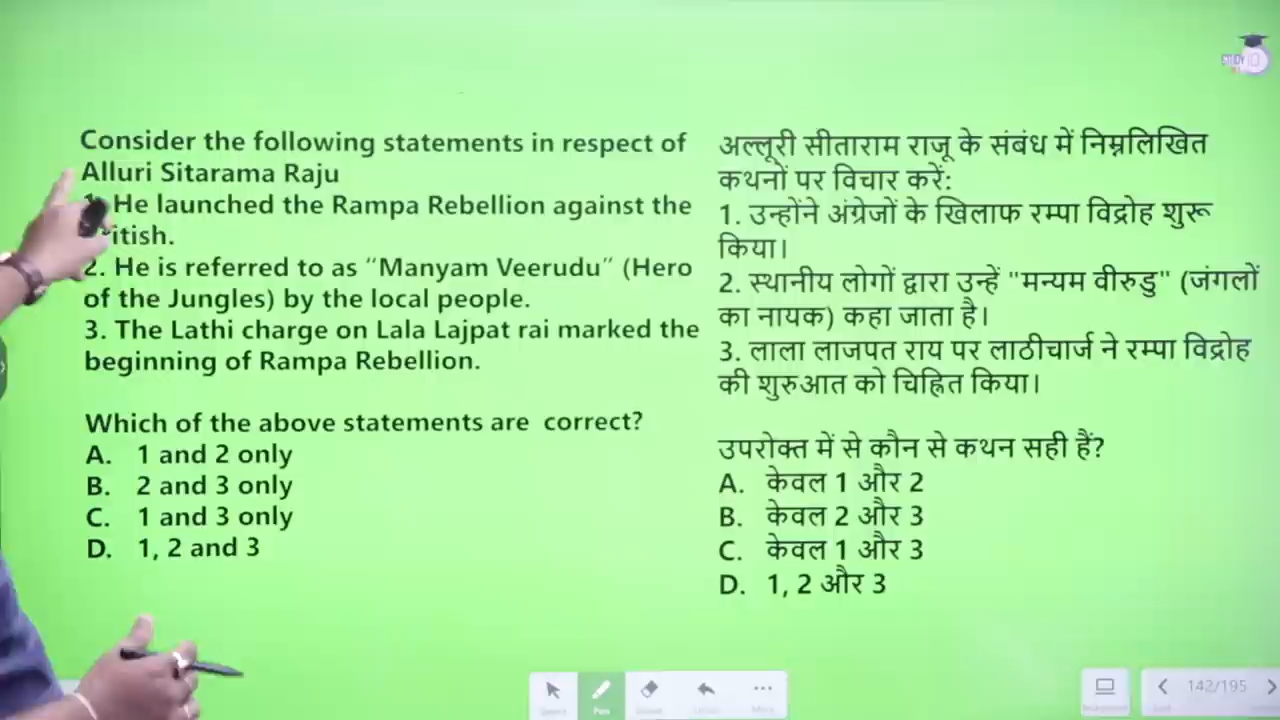 STUDY IQ
Consider the following statements in respect of
Alluri Sitarama Raju
He launched the Rampa Rebellion against the
itish.
2. He is referred to as “Manyam Veerudu” (Hero
of the Jungles) by the local people.
3. The Lathi charge on Lala Lajpat rai marked the
beginning of Rampa Rebellion.
Which of the above statements are correct?
A. 1 and 2 only
B. 2 and 3 only
C. 1 and 3 only
D. 1, 2 and 3
अल्लूरी सीताराम राजू के संबंध में निम्नलिखित
कथनों पर विचार करें:
1. उन्होंने अंग्रेजों के खिलाफ रम्पा विद्रोह शुरू
किया।
2. स्थानीय लोगों द्वारा उन्हें "मन्यम वीरुडु" (जंगलों
का नायक) कहा जाता है।
3. लाला लाजपत राय पर लाठीचार्ज ने रम्पा विद्रोह
की शुरुआत को चिह्नित किया।
उपरोक्त में से कौन से कथन सही हैं?
A. केवल 1 और 2
B. केवल 2 और 3
C. केवल 1 और 3
D. 1, 2 और 3
Pen
More
142/195